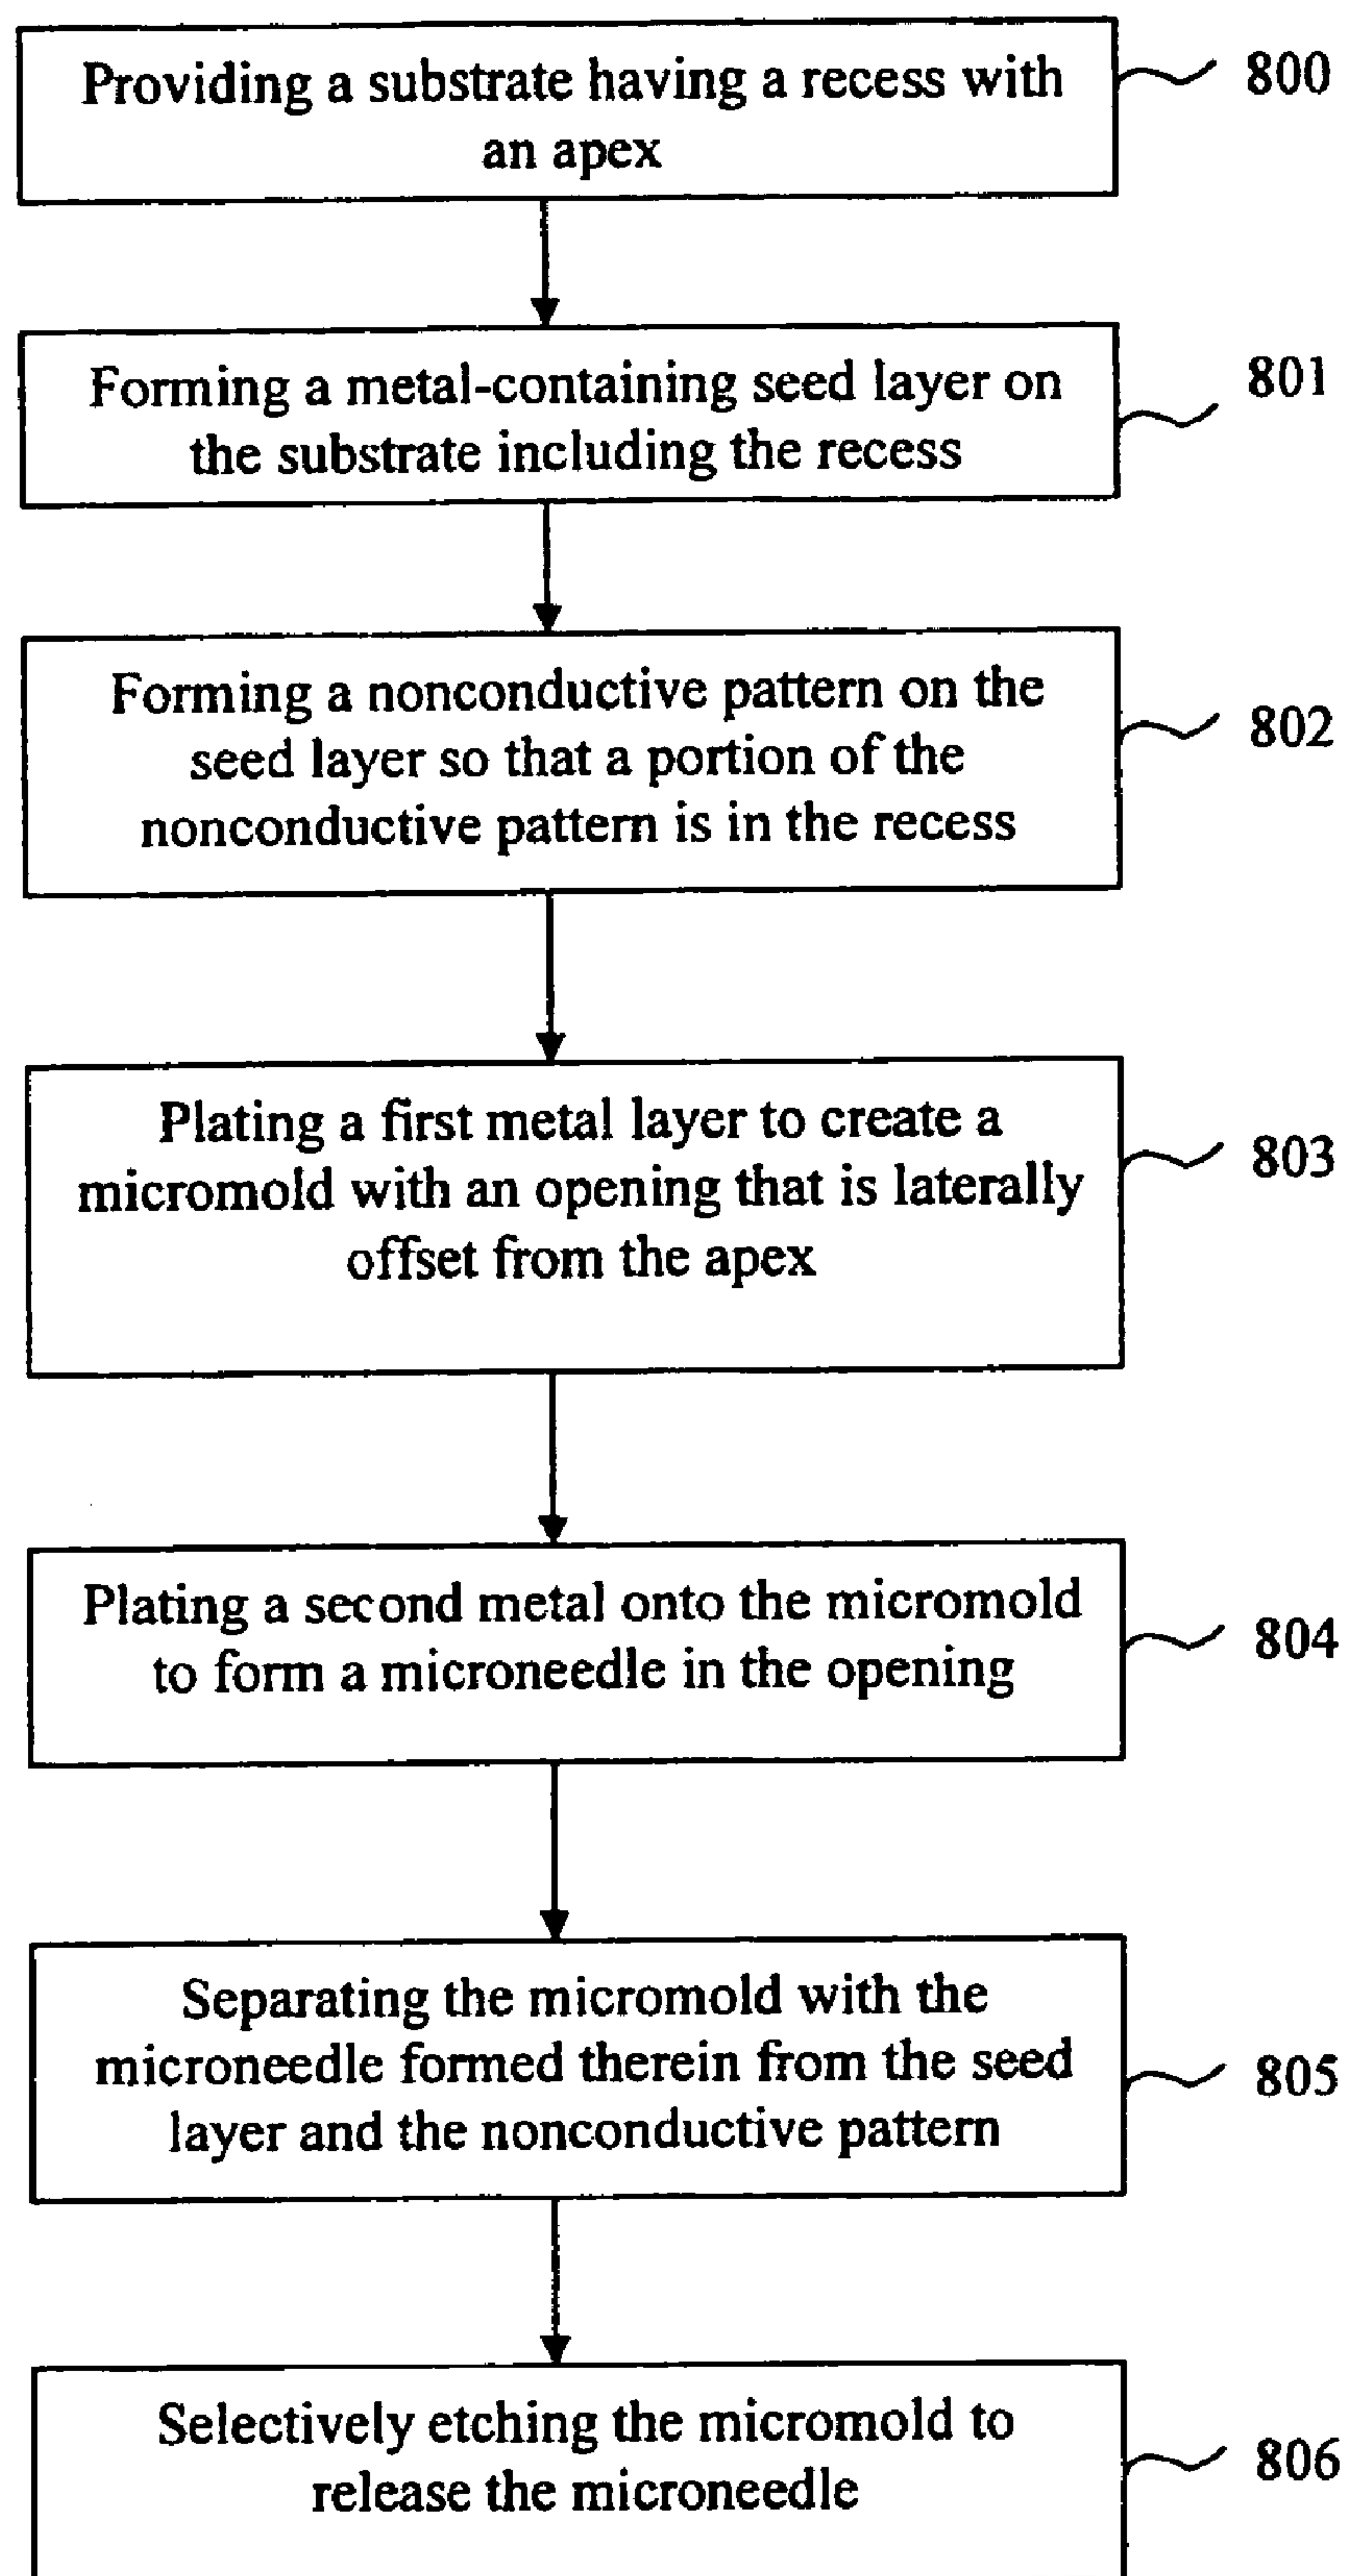 Providing a substrate having a recess with
an apex
800
Forming a metal-containing seed layer on
the substrate including the recess
801
Forming a nonconductive pattern on the
seed layer so that a portion of the
nonconductive pattern is in the recess
802
Plating a first metal layer to create a
micromold with an opening that is laterally
offset from the apex
803
Plating a second metal onto the micromold
to form a microneedle in the opening
804
Separating the micromold with the
microneedle formed therein from the seed
layer and the nonconductive pattern
805
Selectively etching the micromold to
release the microneedle
806